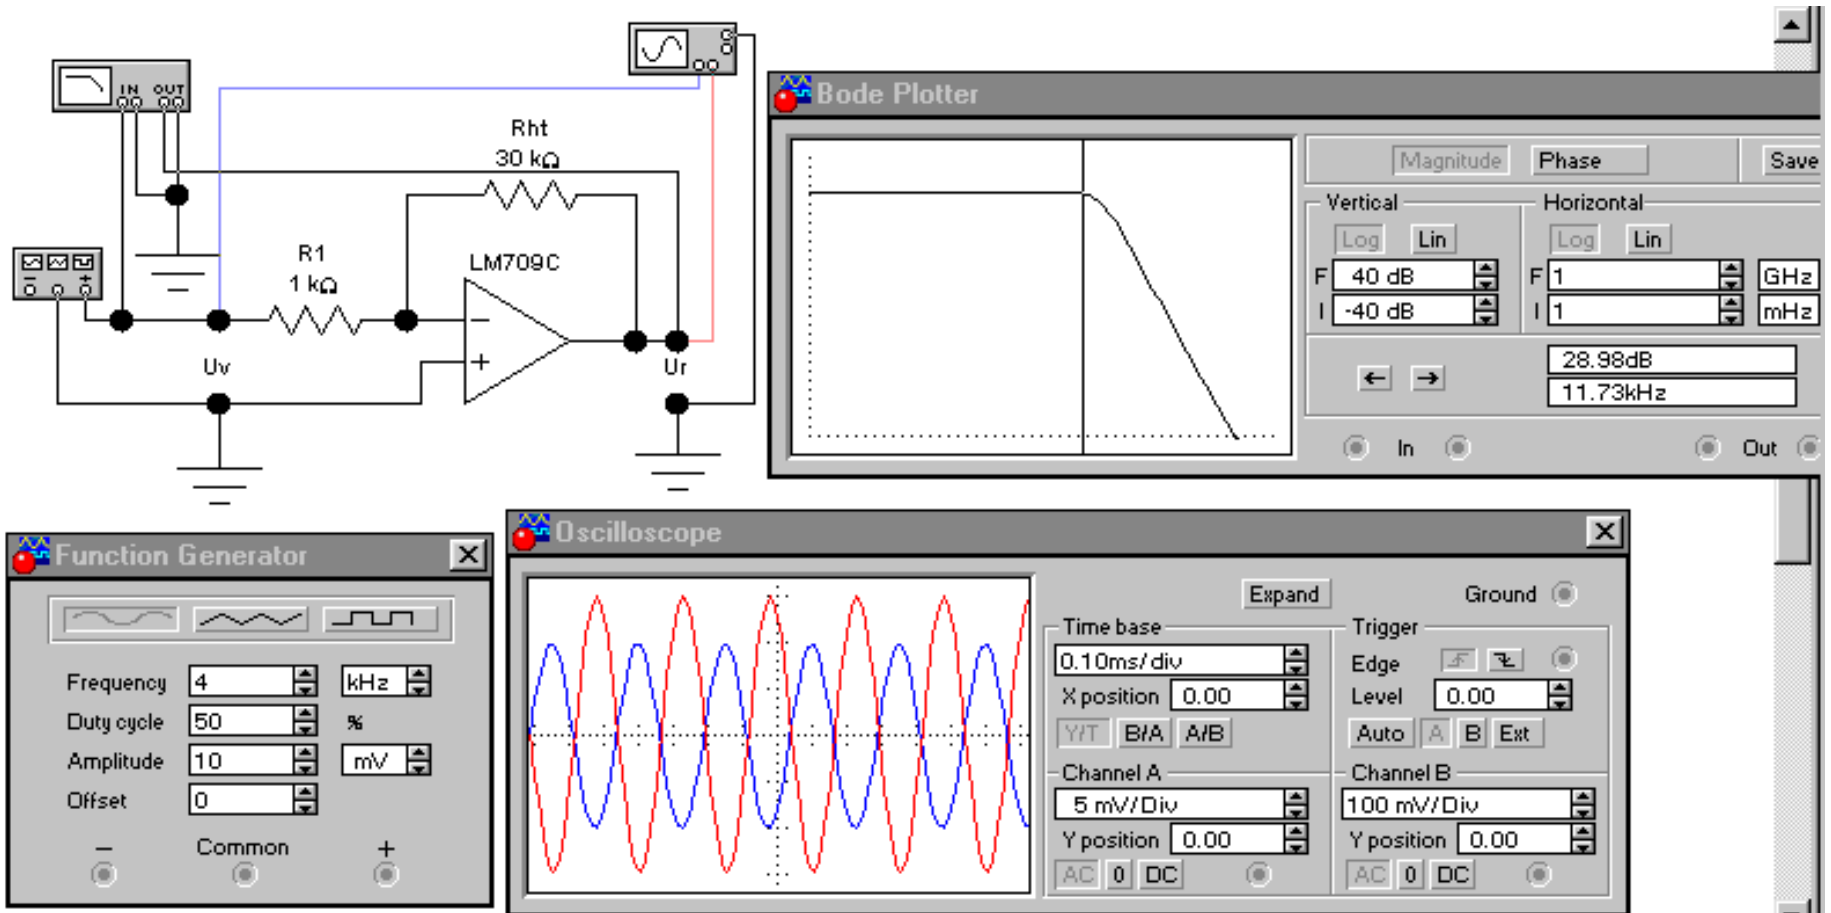 IN OUT
Rht
30 kΩ
R1
1 kΩ
LM709C
−
+
Uv
Ur
− +
Bode Plotter
Magnitude Phase Save
Vertical Horizontal
Log Lin Log Lin
F 40 dB F 1 GHz
I -40 dB I 1 mHz
28.98dB
11.73kHz
← →
In Out
Function Generator
Frequency 4 kHz
Duty cycle 50 %
Amplitude 10 mV
Offset 0
− Common +
Oscilloscope
Expand Ground
Time base Trigger
0.10ms/div Edge
X position 0.00 Level 0.00
Y/T B/A A/B Auto A B Ext
Channel A Channel B
5 mV/Div 100 mV/Div
Y position 0.00 Y position 0.00
AC 0 DC AC 0 DC